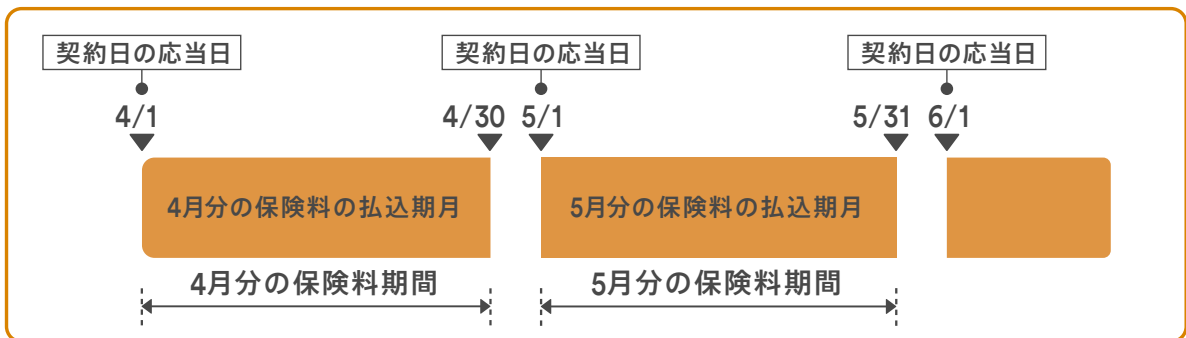 契約日の応当日 契約日の応当日 契約日の応当日
4/1 4/30 5/1 5/31 6/1
4月分の保険料の払込期月 5月分の保険料の払込期月
4月分の保険料期間 5月分の保険料期間